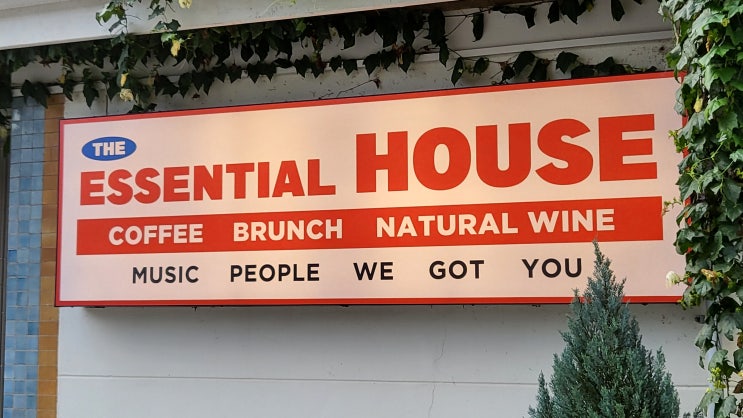 THE
ESSENTIAL HOUSE
COFFEE BRUNCH NATURAL WINE
MUSIC PEOPLE WE GOT YOU